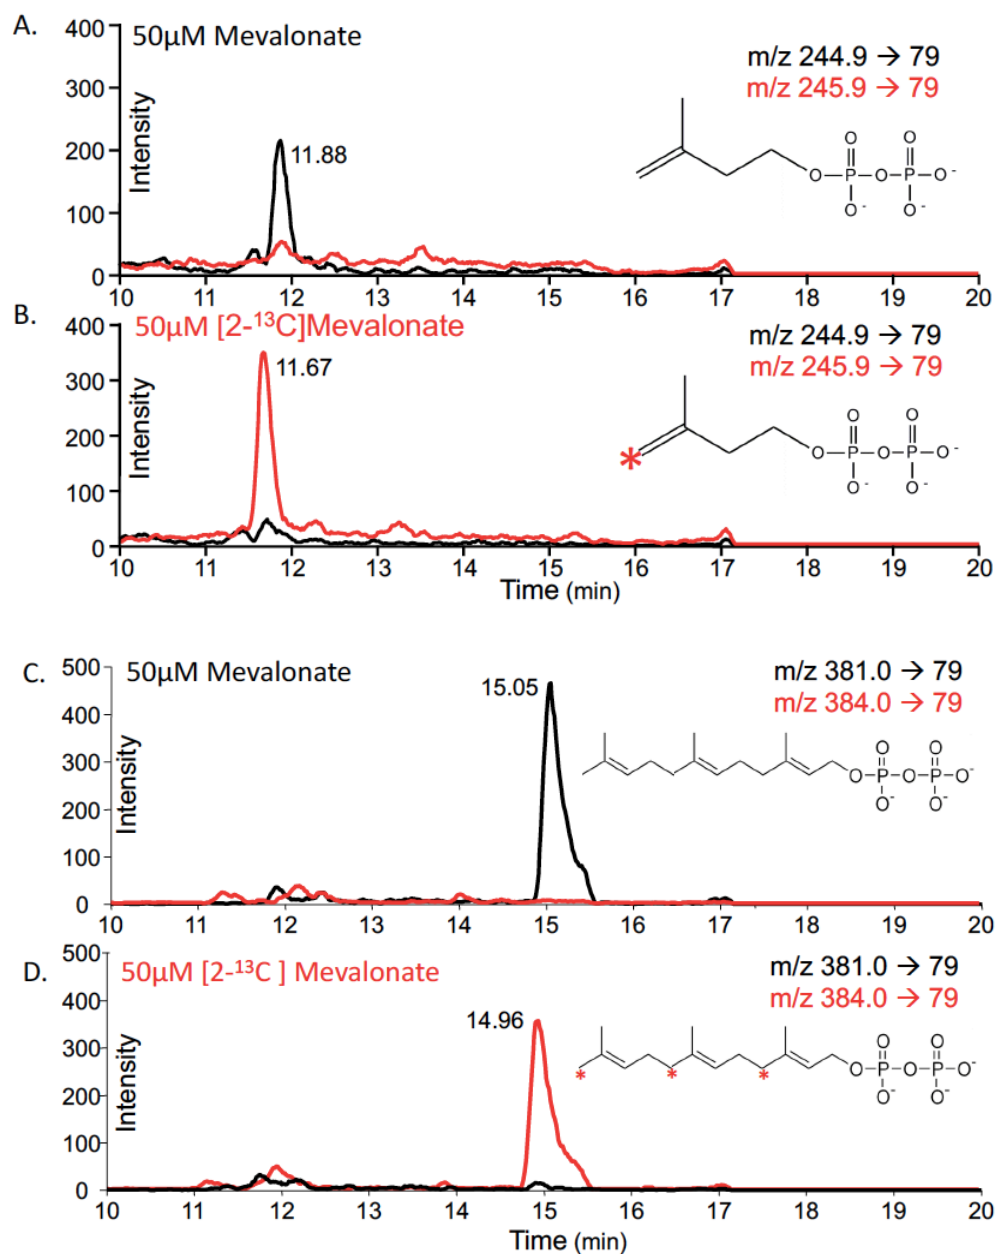 A.
50μM Mevalonate
m/z 244.9 → 79
m/z 245.9 → 79
400
300
200
100
0
Intensity
11.88
O O
O P O P O-
O- O-
10 11 12 13 14 15 16 17 18 19 20
B.
50μM [2-¹³C]Mevalonate
m/z 244.9 → 79
m/z 245.9 → 79
400
300
200
100
0
Intensity
11.67
*
O O
O P O P O-
O- O-
10 11 12 13 14 15 16 17 18 19 20
Time (min)
C.
50μM Mevalonate
m/z 381.0 → 79
m/z 384.0 → 79
500
400
300
200
100
0
Intensity
15.05
O O
O P O P O-
O- O-
10 11 12 13 14 15 16 17 18 19 20
D.
50μM [2-¹³C ] Mevalonate
m/z 381.0 → 79
m/z 384.0 → 79
500
400
300
200
100
0
Intensity
14.96
O O
O P O P O-
* * *
O- O-
10 11 12 13 14 15 16 17 18 19 20
Time (min)